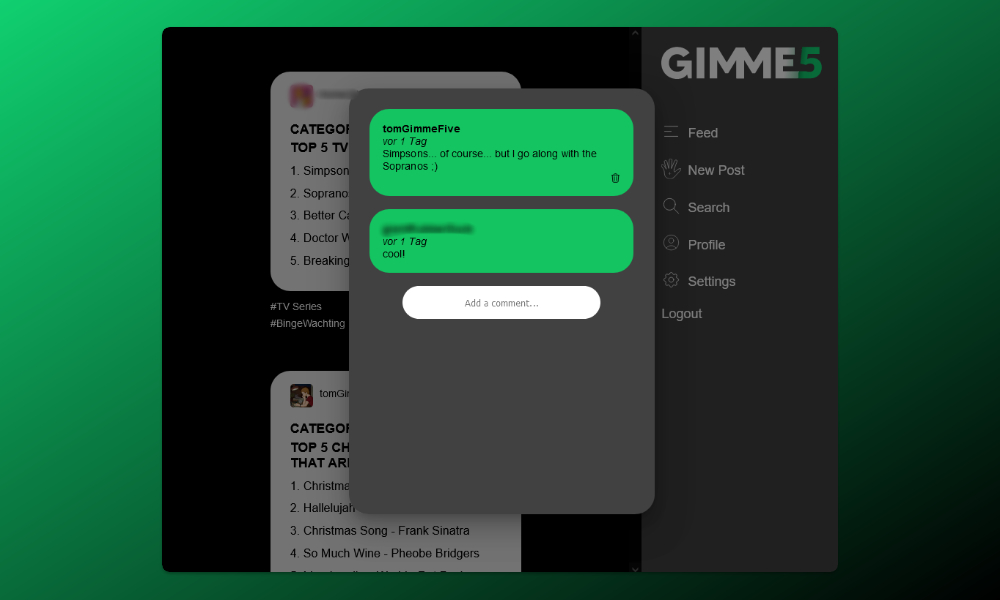 GIMME5
Feed
New Post
Search
Profile
Settings
Logout
CATEGOR
TOP 5 TV
1. Simpson
2. Soprano
3. Better Ca
4. Doctor W
5. Breaking
#TV Series
#BingeWachting
tomGimmeFive
vor 1 Tag
Simpsons... of course... but I go along with the
Sopranos ;)
vor 1 Tag
cool!
Add a comment...
tomGi
CATEGOR
TOP 5 CH
THAT ARE
1. Christma
2. Hallelujah
3. Christmas Song - Frank Sinatra
4. So Much Wine - Pheobe Bridgers